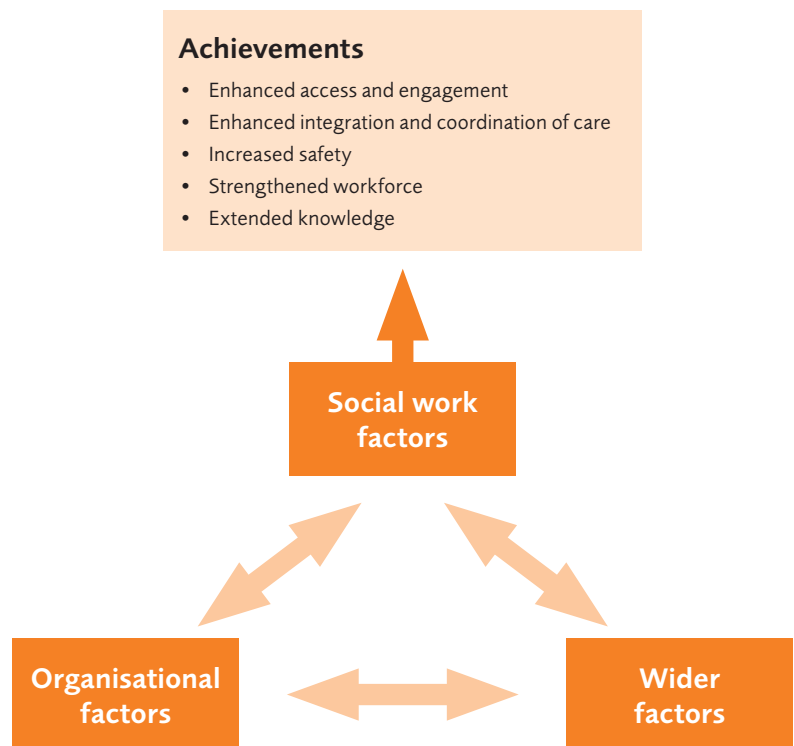 Achievements
• Enhanced access and engagement
• Enhanced integration and coordination of care
• Increased safety
• Strengthened workforce
• Extended knowledge
Social work
factors
Organisational
factors
Wider
factors